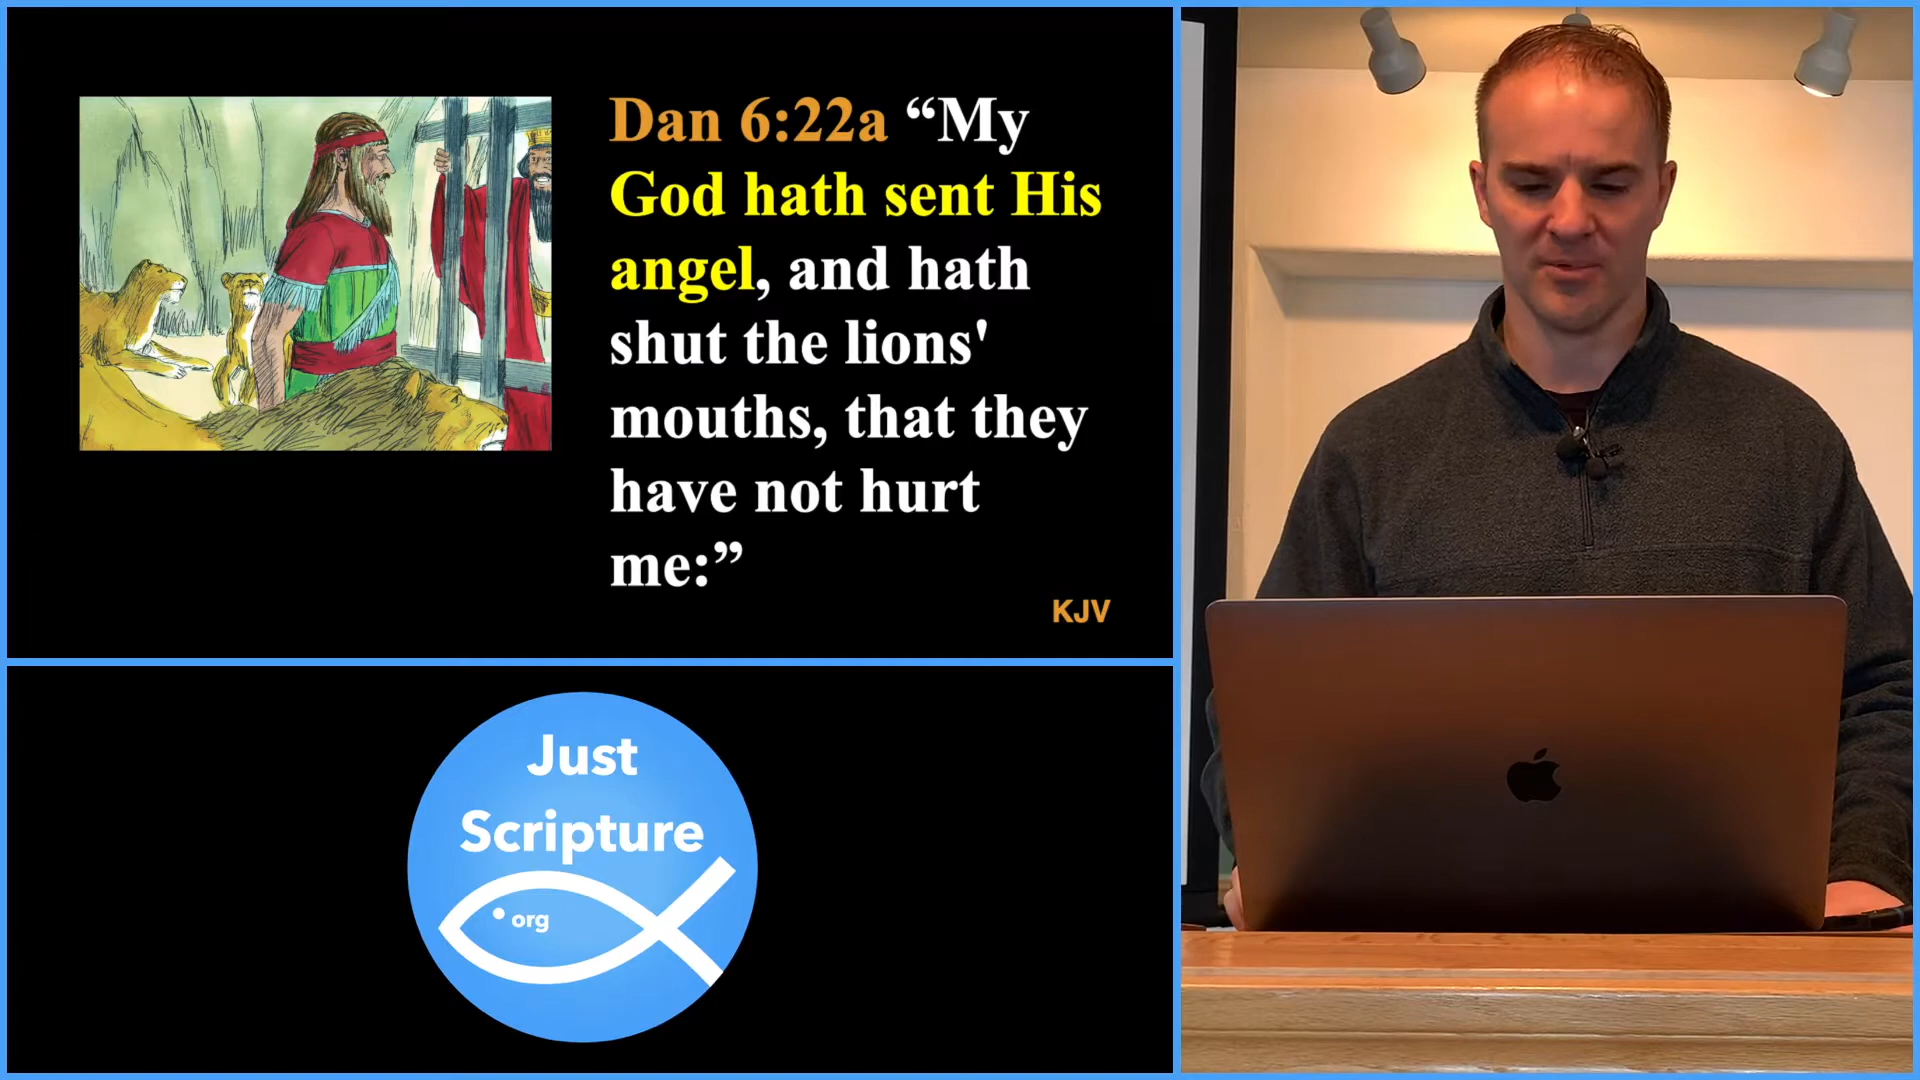 Dan 6:22a “My
God hath sent His
angel, and hath
shut the lions'
mouths, that they
have not hurt
me:”
KJV
Just
Scripture
org